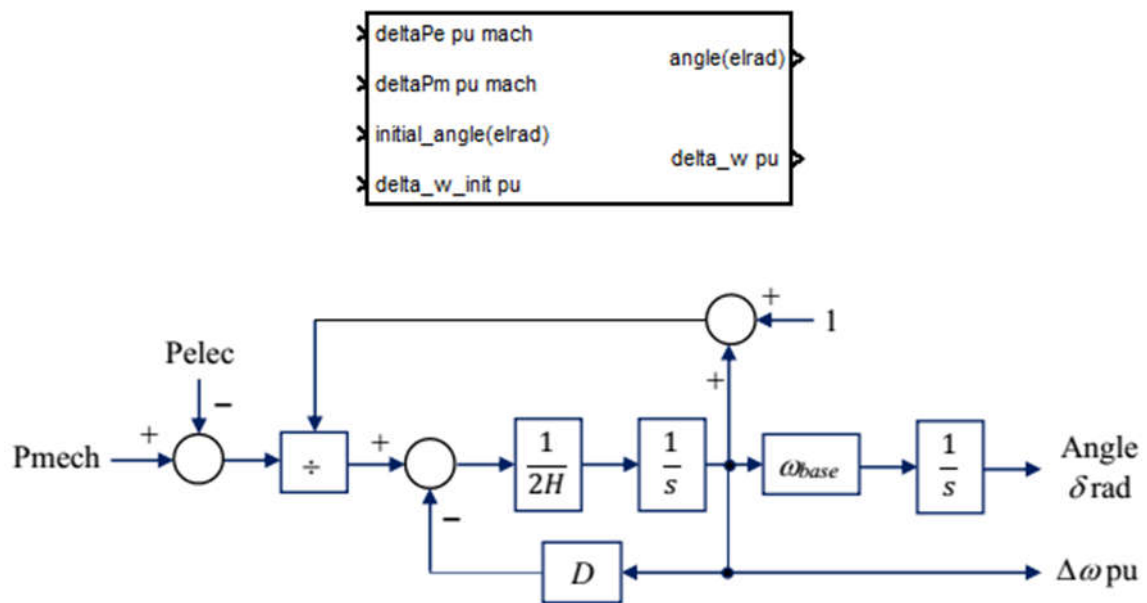 deltaPe pu mach
deltaPm pu mach
initial_angle(elrad)
delta_w_init pu
angle(elrad)
delta_w pu
+ 1
Pelec
+
−
+
+
−
Pmech
÷
1
2H
1
s
ωbase
1
s
Angle
δ rad
D
Δω pu